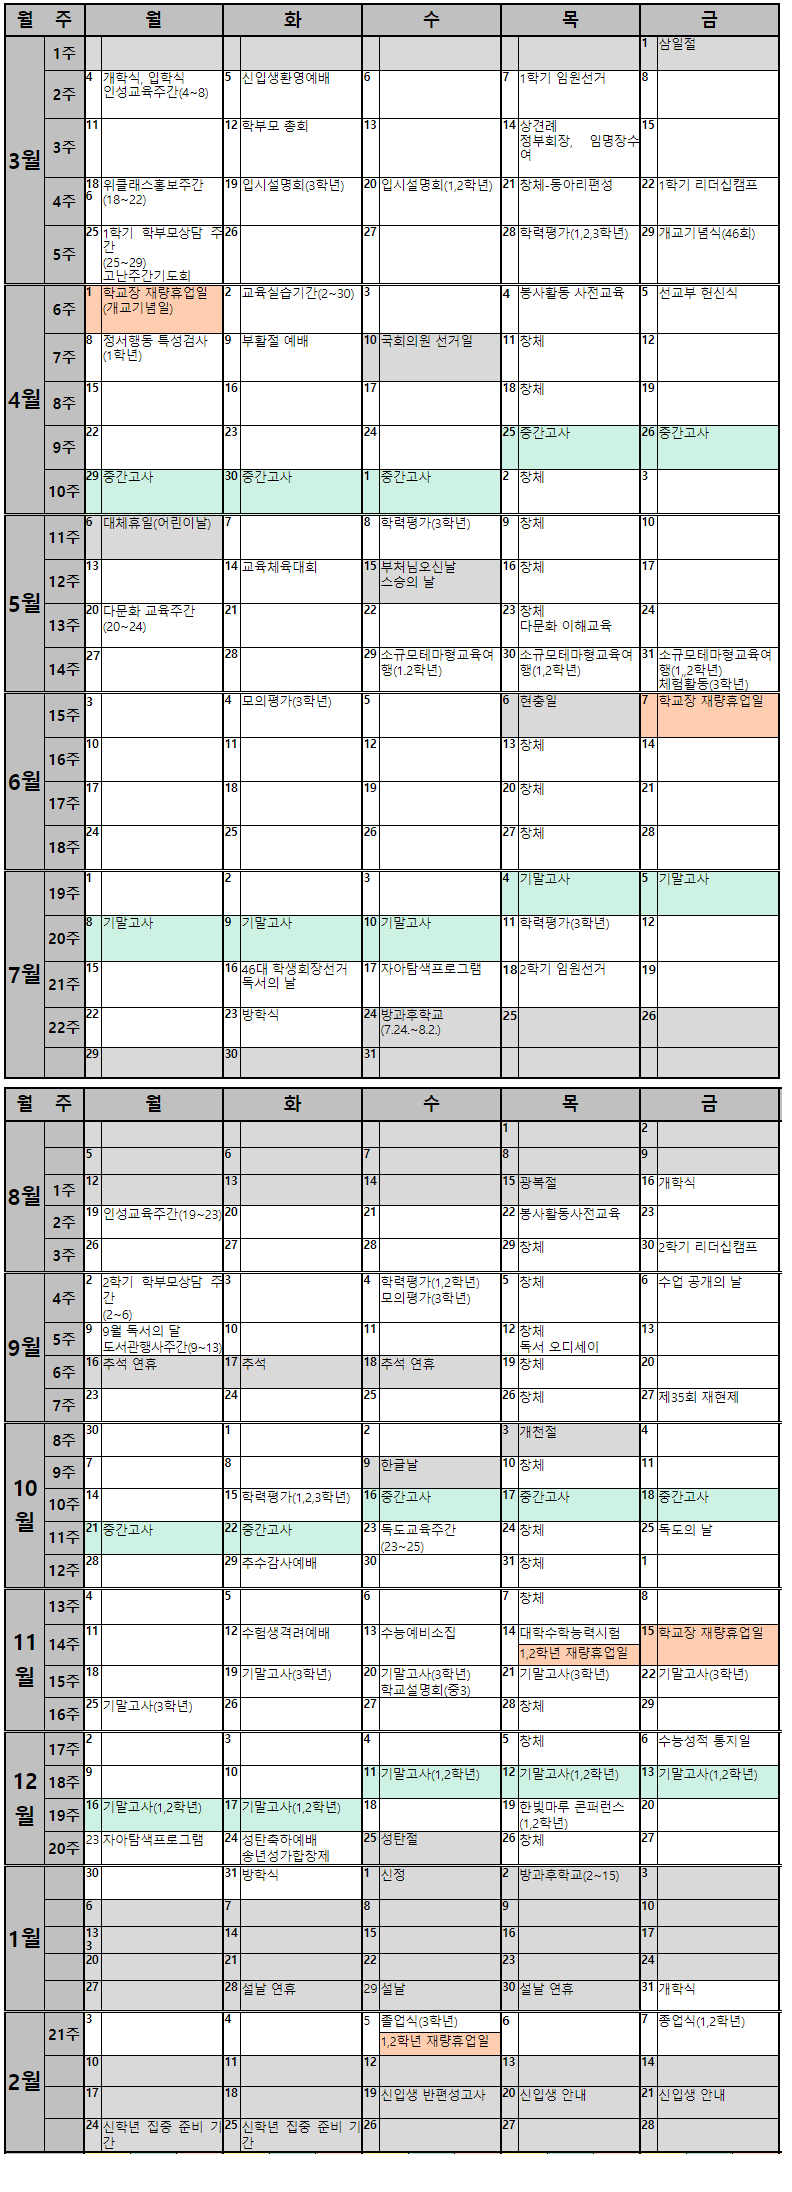 월 주 월 화 수 목 금
3월
1주 1 삼일절
2주 4 개학식, 입학식 5 신입생환영예배 6 7 1학기 임원선거 8
인성교육주간(4~8)
3주 11 12 학부모 총회 13 14 상견례 15
정부회장, 임명장수
여
4주 18 위클래스홍보주간 19 입시설명회(3학년) 20 입시설명회(1,2학년) 21 창체-동아리편성 22 1학기 리더십캠프
6 (18~22)
5주 25 1학기 학부모상담 주 26 27 28 학력평가(1,2,3학년) 29 개교기념식(46회)
간
(25~29)
고난주간기도회
4월
6주 1 학교장 재량휴업일 2 교육실습기간(2~30) 3 4 봉사활동 사전교육 5 선교부 헌신식
(개교기념일)
7주 8 정서행동 특성검사 9 부활절 예배 10 국회의원 선거일 11 창체 12
(1학년)
8주 15 16 17 18 창체 19
9주 22 23 24 25 중간고사 26 중간고사
10주 29 중간고사 30 중간고사 1 중간고사 2 창체 3
5월
11주 6 대체휴일(어린이날) 7 8 학력평가(3학년) 9 창체 10
12주 13 14 교육체육대회 15 부처님오신날 16 창체 17
스승의 날
13주 20 다문화 교육주간 21 22 23 창체 24
(20~24) 다문화 이해교육
14주 27 28 29 소규모테마형교육여 30 소규모테마형교육여 31 소규모테마형교육여
행(1.2학년) 행(1,2학년) 행(1,,2학년)
체험활동(3학년)
6월
15주 3 4 모의평가(3학년) 5 6 현충일 7 학교장 재량휴업일
16주 10 11 12 13 창체 14
17주 17 18 19 20 창체 21
18주 24 25 26 27 창체 28
7월
19주 1 2 3 4 기말고사 5 기말고사
20주 8 기말고사 9 기말고사 10 기말고사 11 학력평가(3학년) 12
21주 15 16 46대 학생회장선거 17 자아탐색프로그램 18 2학기 임원선거 19
독서의 날
22주 22 23 방학식 24 방과후학교 25 26
(7.24.~8.2.)
29 30 31
월 주 월 화 수 목 금
8월
1 2
5 6 7 8 9
1주 12 13 14 15 광복절 16 개학식
2주 19 인성교육주간(19~23) 20 21 22 봉사활동사전교육 23
3주 26 27 28 29 창체 30 2학기 리더십캠프
9월
4주 2 2학기 학부모상담 주 3 4 학력평가(1,2학년) 5 창체 6 수업 공개의 날
간 모의평가(3학년)
(2~6)
5주 9 9월 독서의 달 10 11 12 창체 13
도서관행사주간(9~13) 독서 오디세이
6주 16 추석 연휴 17 추석 18 추석 연휴 19 창체 20
7주 23 24 25 26 창체 27 제35회 재현제
10
월
8주 30 1 2 3 개천절 4
9주 7 8 9 한글날 10 창체 11
10주 14 15 학력평가(1,2,3학년) 16 중간고사 17 중간고사 18 중간고사
11주 21 중간고사 22 중간고사 23 독도교육주간 24 창체 25 독도의 날
(23~25)
12주 28 29 추수감사예배 30 31 창체 1
11
월
13주 4 5 6 7 창체 8
14주 11 12 수험생격려예배 13 수능예비소집 14 대학수학능력시험 15 학교장 재량휴업일
1,2학년 재량휴업일
15주 18 19 기말고사(3학년) 20 기말고사(3학년) 21 기말고사(3학년) 22 기말고사(3학년)
학교설명회(중3)
16주 25 기말고사(3학년) 26 27 28 창체 29
12
월
17주 2 3 4 5 창체 6 수능성적 통지일
18주 9 10 11 기말고사(1,2학년) 12 기말고사(1,2학년) 13 기말고사(1,2학년)
19주 16 기말고사(1,2학년) 17 기말고사(1,2학년) 18 19 한빛마루 콘퍼런스 20
(1,2학년)
20주 23 자아탐색프로그램 24 성탄축하예배 25 성탄절 26 창체 27
송년성가합창제
1월
30 31 방학식 1 신정 2 방과후학교(2~15) 3
6 7 8 9 10
13 14 15 16 17
3
20 21 22 23 24
27 28 설날 연휴 29 설날 30 설날 연휴 31 개학식
2월
21주 3 4 5 졸업식(3학년) 6 7 종업식(1,2학년)
1,2학년 재량휴업일
10 11 12 13 14
17 18 19 신입생 반편성고사 20 신입생 안내 21 신입생 안내
24 신학년 집중 준비 기 25 신학년 집중 준비 기 26 27 28
간 간